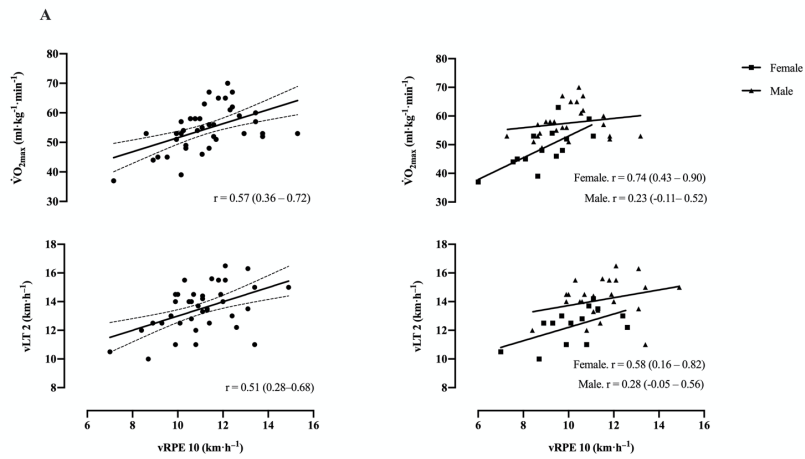 A
V̇O2max (ml·kg⁻¹·min⁻¹)
80
70
60
50
40
30
r = 0.57 (0.36 – 0.72)
V̇O2max (ml·kg⁻¹·min⁻¹)
80
70
60
50
40
30
Female. r = 0.74 (0.43 – 0.90)
Male. r = 0.23 (-0.11– 0.52)
Female
Male
vLT 2 (km·h⁻¹)
18
16
14
12
10
8
r = 0.51 (0.28–0.68)
6 8 10 12 14 16
vRPE 10 (km·h⁻¹)
vLT 2 (km·h⁻¹)
18
16
14
12
10
8
Female. r = 0.58 (0.16 – 0.82)
Male. r = 0.28 (-0.05 – 0.56)
6 8 10 12 14 16
vRPE 10 (km·h⁻¹)